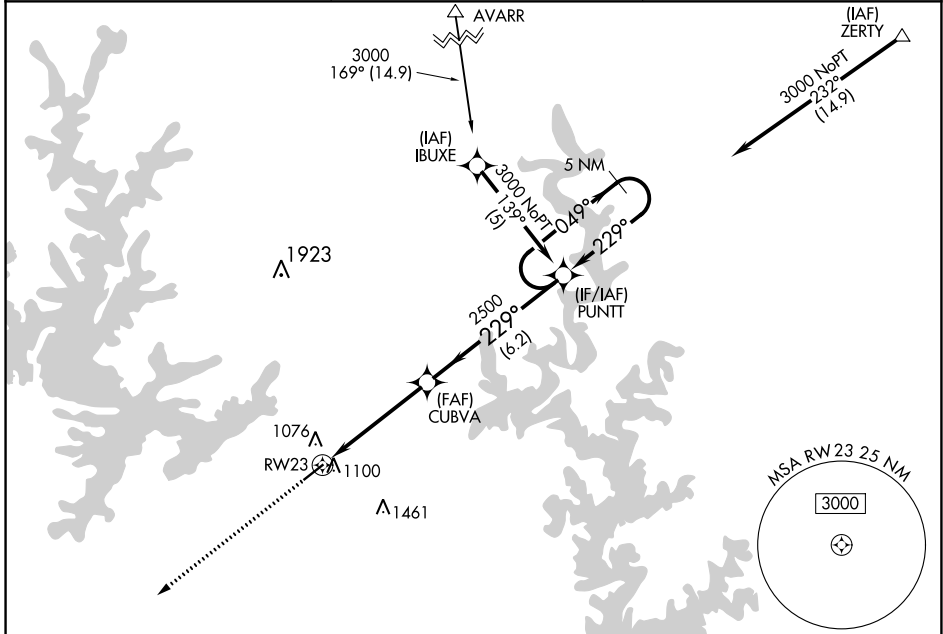 AVARR
3000
169° (14.9)
(IAF)
ZERTY
3000 NoPT
232°
(14.9)
(IAF)
IBUXE
3000 NoPT
139°
(5)
5 NM
049°
229°
1923
(IF/IAF)
PUNTT
2500
229°
(6.2)
(FAF)
CUBVA
1076
RW23
1100
1461
MSA RW 23 25 NM
3000